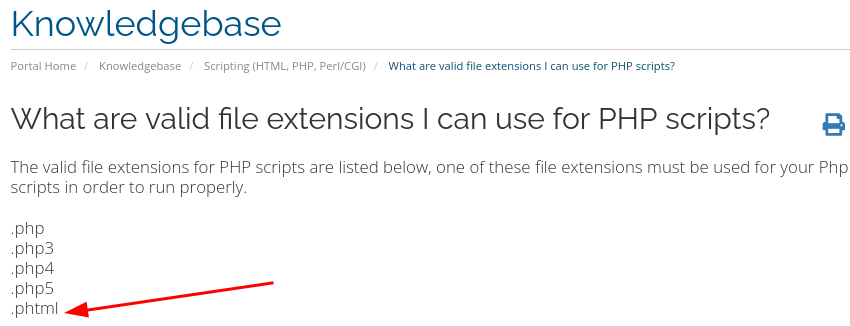 Knowledgebase
Portal Home / Knowledgebase / Scripting (HTML, PHP, Perl/CGI) / What are valid file extensions I can use for PHP scripts?
What are valid file extensions I can use for PHP scripts?
The valid file extensions for PHP scripts are listed below, one of these file extensions must be used for your Php
scripts in order to run properly.
.php
.php3
.php4
.php5
.phtml